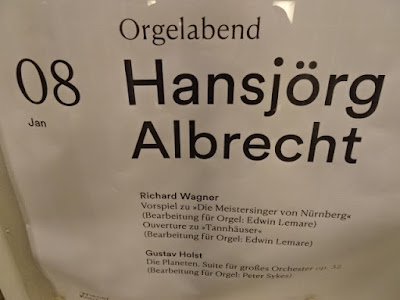 Orgelabend
08
Jan
Hansjörg
Albrecht
Richard Wagner
Vorspiel zu »Die Meistersinger von Nürnberg«
(Bearbeitung für Orgel: Edwin Lemare)
Ouvertüre zu »Tannhäuser«
(Bearbeitung für Orgel: Edwin Lemare)
Gustav Holst
Die Planeten. Suite für großes Orchester op. 32
(Bearbeitung für Orgel: Peter Sykes)